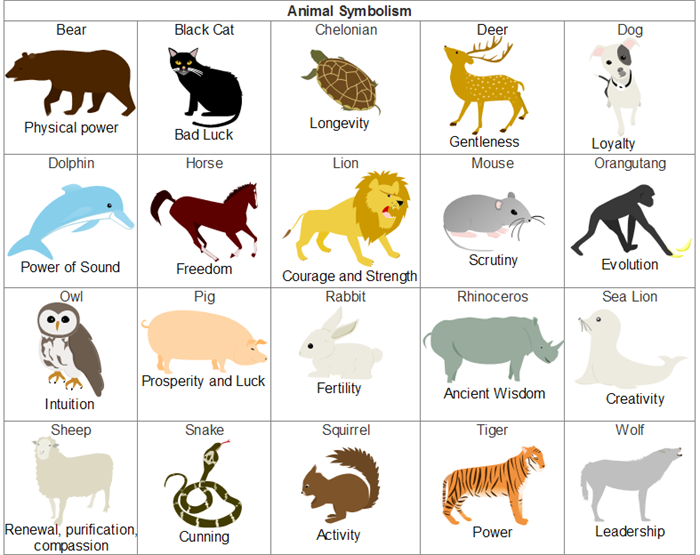 Animal Symbolism
Bear
Black Cat
Chelonian
Deer
Dog
Physical power
Bad Luck
Longevity
Gentleness
Loyalty
Dolphin
Horse
Lion
Mouse
Orangutang
Power of Sound
Freedom
Courage and Strength
Scrutiny
Evolution
Owl
Pig
Rabbit
Rhinoceros
Sea Lion
Intuition
Prosperity and Luck
Fertility
Ancient Wisdom
Creativity
Sheep
Snake
Squirrel
Tiger
Wolf
Renewal, purification,
compassion
Cunning
Activity
Power
Leadership